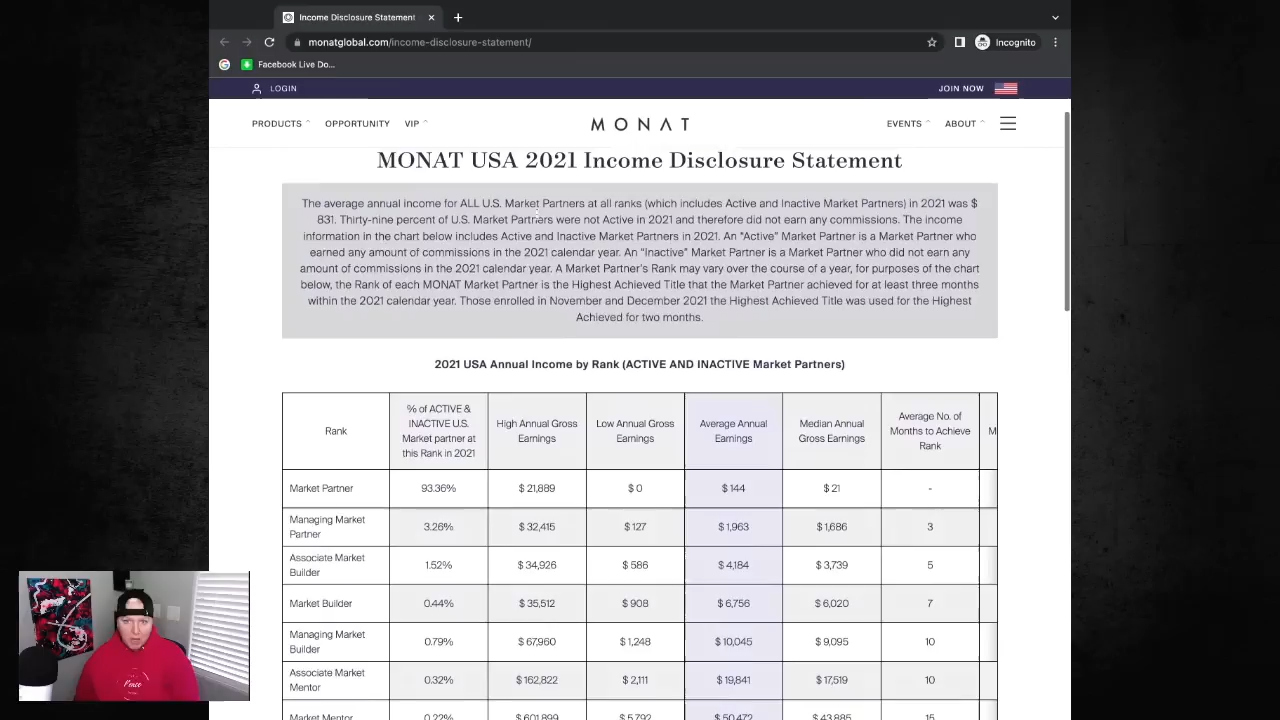 Income Disclosure Statement
monatglobal.com/income-disclosure-statement/
Incognito
Facebook Live Do...
LOGIN
JOIN NOW
PRODUCTS
OPPORTUNITY
VIP
MONAT
EVENTS
ABOUT
MONAT USA 2021 Income Disclosure Statement
The average annual income for ALL U.S. Market Partners at all ranks (which includes Active and Inactive Market Partners) in 2021 was $
831. Thirty-nine percent of U.S. Market Partners were not Active in 2021 and therefore did not earn any commissions. The income
information in the chart below includes Active and Inactive Market Partners in 2021. An “Active” Market Partner is a Market Partner who
earned any amount of commissions in the 2021 calendar year. An “Inactive” Market Partner is a Market Partner who did not earn any
amount of commissions in the 2021 calendar year. A Market Partner's Rank may vary over the course of a year, for purposes of the chart
below, the Rank of each MONAT Market Partner is the Highest Achieved Title that the Market Partner achieved for at least three months
within the 2021 calendar year. Those enrolled in November and December 2021 the Highest Achieved Title was used for the Highest
Achieved for two months.
2021 USA Annual Income by Rank (ACTIVE AND INACTIVE Market Partners)
Rank
% of ACTIVE &
INACTIVE U.S.
Market partner at
this Rank in 2021
High Annual Gross
Earnings
Low Annual Gross
Earnings
Average Annual
Earnings
Median Annual
Gross Earnings
Average No. of
Months to Achieve
Rank
M
Market Partner
93.36%
$ 21,889
$ 0
$ 144
$ 21
-
Managing Market
Partner
3.26%
$ 32,415
$ 127
$ 1,963
$ 1,686
3
Associate Market
Builder
1.52%
$ 34,926
$ 586
$ 4,184
$ 3,739
5
Market Builder
0.44%
$ 35,512
$ 908
$ 6,756
$ 6,020
7
Managing Market
Builder
0.79%
$ 67,960
$ 1,248
$ 10,045
$ 9,095
10
Associate Market
Mentor
0.32%
$ 162,822
$ 2,111
$ 19,641
$ 17,619
10
Market Mentor
0.22%
$ 601,899
$ 5,792
$ 50,472
$ 43,885
15